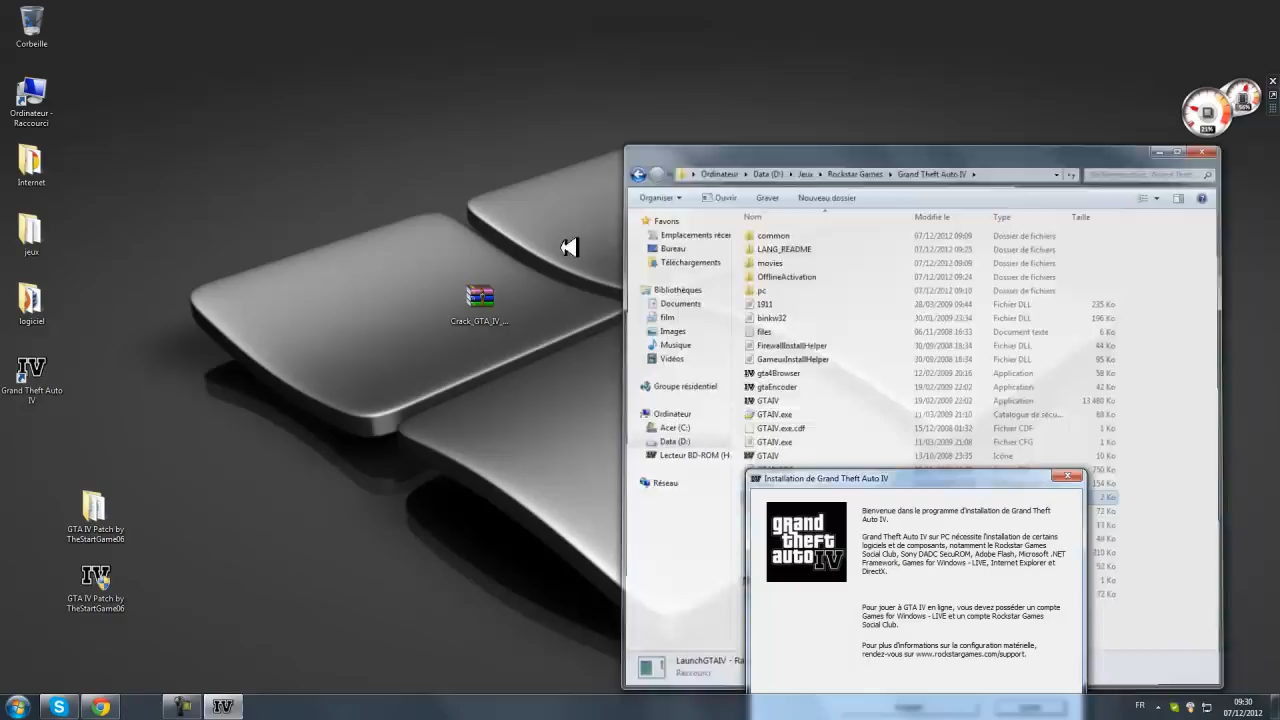 Corbeille
Ordinateur -
Raccourci
Internet
jeux
logiciel
Grand Theft Auto
IV
GTA IV Patch by
TheStartGame06
GTA IV Patch by
TheStartGame06
Crack_GTA_IV_...
21%
Ordinateur
Data (D:)
Jeux
Rockstar Games
Grand Theft Auto IV
Organiser
Ouvrir
Graver
Nouveau dossier
Favoris
Emplacements récen
Bureau
Téléchargements
Bibliothèques
Documents
film
Images
Musique
Vidéos
Groupe résidentiel
Ordinateur
Acer (C:)
Data (D:)
Lecteur BD-ROM (H
Réseau
Nom Modifié le Type Taille
common 07/12/2012 09:09 Dossier de fichiers
LANG_README 07/12/2012 09:25 Dossier de fichiers
movies 07/12/2012 09:09 Dossier de fichiers
OfflineActivation 07/12/2012 09:24 Dossier de fichiers
pc 07/12/2012 09:10 Dossier de fichiers
1911 28/03/2009 09:44 Fichier DLL 235 Ko
binkw32 30/01/2009 23:34 Fichier DLL 196 Ko
files 06/11/2008 16:33 Document texte 6 Ko
FirewallInstallHelper 30/09/2008 18:34 Fichier DLL 44 Ko
GameuxInstallHelper 30/09/2008 18:34 Fichier DLL 95 Ko
gta4Browser 12/02/2009 20:16 Application 58 Ko
gtaEncoder 19/02/2009 22:02 Application 42 Ko
GTAIV 19/02/2009 22:02 Application 13 480 Ko
GTAIV.exe 11/03/2009 21:10 Catalogue de sécu... 88 Ko
GTAIV.exe.cdf 15/12/2008 01:32 Fichier CDF 1 Ko
GTAIV.exe 11/03/2009 21:08 Fichier CFG 1 Ko
GTAIV 13/10/2008 23:35 Icône 10 Ko
750 Ko
154 Ko
2 Ko
1 Ko
LaunchGTAIV - Ra
Raccourci
Installation de Grand Theft Auto IV
grand
theft
auto IV
Bienvenue dans le programme d'installation de Grand Theft
Auto IV.
Grand Theft Auto IV sur PC nécessite l'installation de certains
logiciels et de composants, notamment le Rockstar Games
Social Club, Sony DADC SecuROM, Adobe Flash, Microsoft .NET
Framework, Games for Windows - LIVE, Internet Explorer et
DirectX.
Pour jouer à GTA IV en ligne, vous devez posséder un compte
Games for Windows - LIVE et un compte Rockstar Games
Social Club.
Pour plus d'informations sur la configuration matérielle,
rendez-vous sur www.rockstargames.com/support.
FR
09:30
07/12/2012